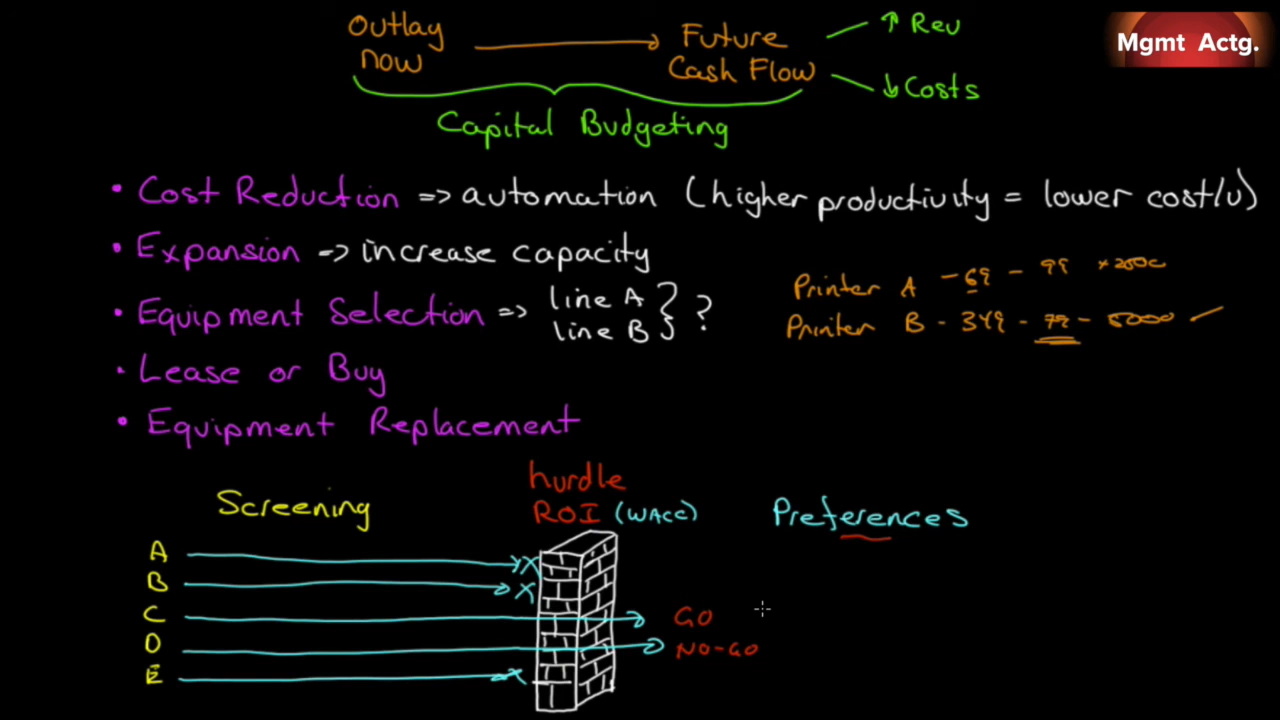 Outlay now → Future Cash Flow
↑ Rev
↓ Costs
Capital Budgeting
Mgmt Actg.
• Cost Reduction => automation (higher productivity = lower cost/u)
• Expansion => increase capacity
• Equipment Selection => line A } ?
line B
Printer A - 69 - 99
Printer B - 349 - 79 - 5000
• Lease or Buy
• Equipment Replacement
Screening
hurdle
ROI (WACC)
Preferences
A
B
C
D
E
GO
NO-GO